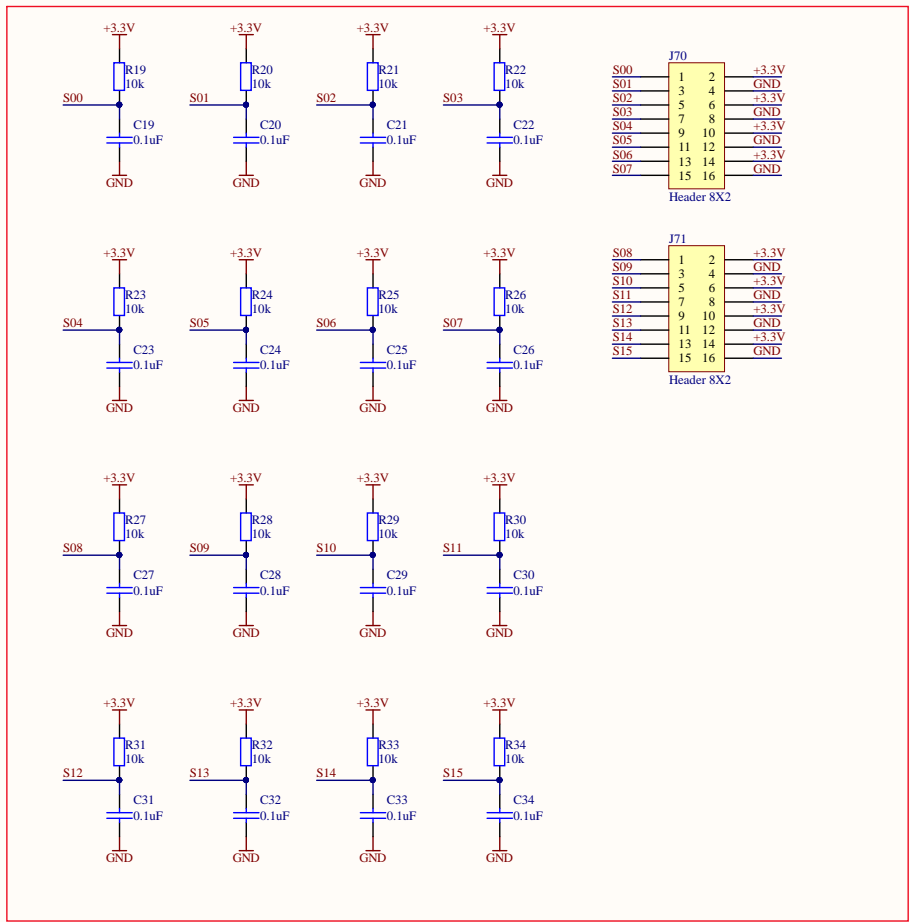 +3.3V +3.3V +3.3V +3.3V
R19 R20 R21 R22
10k 10k 10k 10k
S00 S01 S02 S03
C19 C20 C21 C22
0.1uF 0.1uF 0.1uF 0.1uF
GND GND GND GND
J70
S00 1 2 +3.3V
S01 3 4 GND
S02 5 6 +3.3V
S03 7 8 GND
S04 9 10 +3.3V
S05 11 12 GND
S06 13 14 +3.3V
S07 15 16 GND
Header 8X2
+3.3V +3.3V +3.3V +3.3V
R23 R24 R25 R26
10k 10k 10k 10k
S04 S05 S06 S07
C23 C24 C25 C26
0.1uF 0.1uF 0.1uF 0.1uF
GND GND GND GND
J71
S08 1 2 +3.3V
S09 3 4 GND
S10 5 6 +3.3V
S11 7 8 GND
S12 9 10 +3.3V
S13 11 12 GND
S14 13 14 +3.3V
S15 15 16 GND
Header 8X2
+3.3V +3.3V +3.3V +3.3V
R27 R28 R29 R30
10k 10k 10k 10k
S08 S09 S10 S11
C27 C28 C29 C30
0.1uF 0.1uF 0.1uF 0.1uF
GND GND GND GND
+3.3V +3.3V +3.3V +3.3V
R31 R32 R33 R34
10k 10k 10k 10k
S12 S13 S14 S15
C31 C32 C33 C34
0.1uF 0.1uF 0.1uF 0.1uF
GND GND GND GND